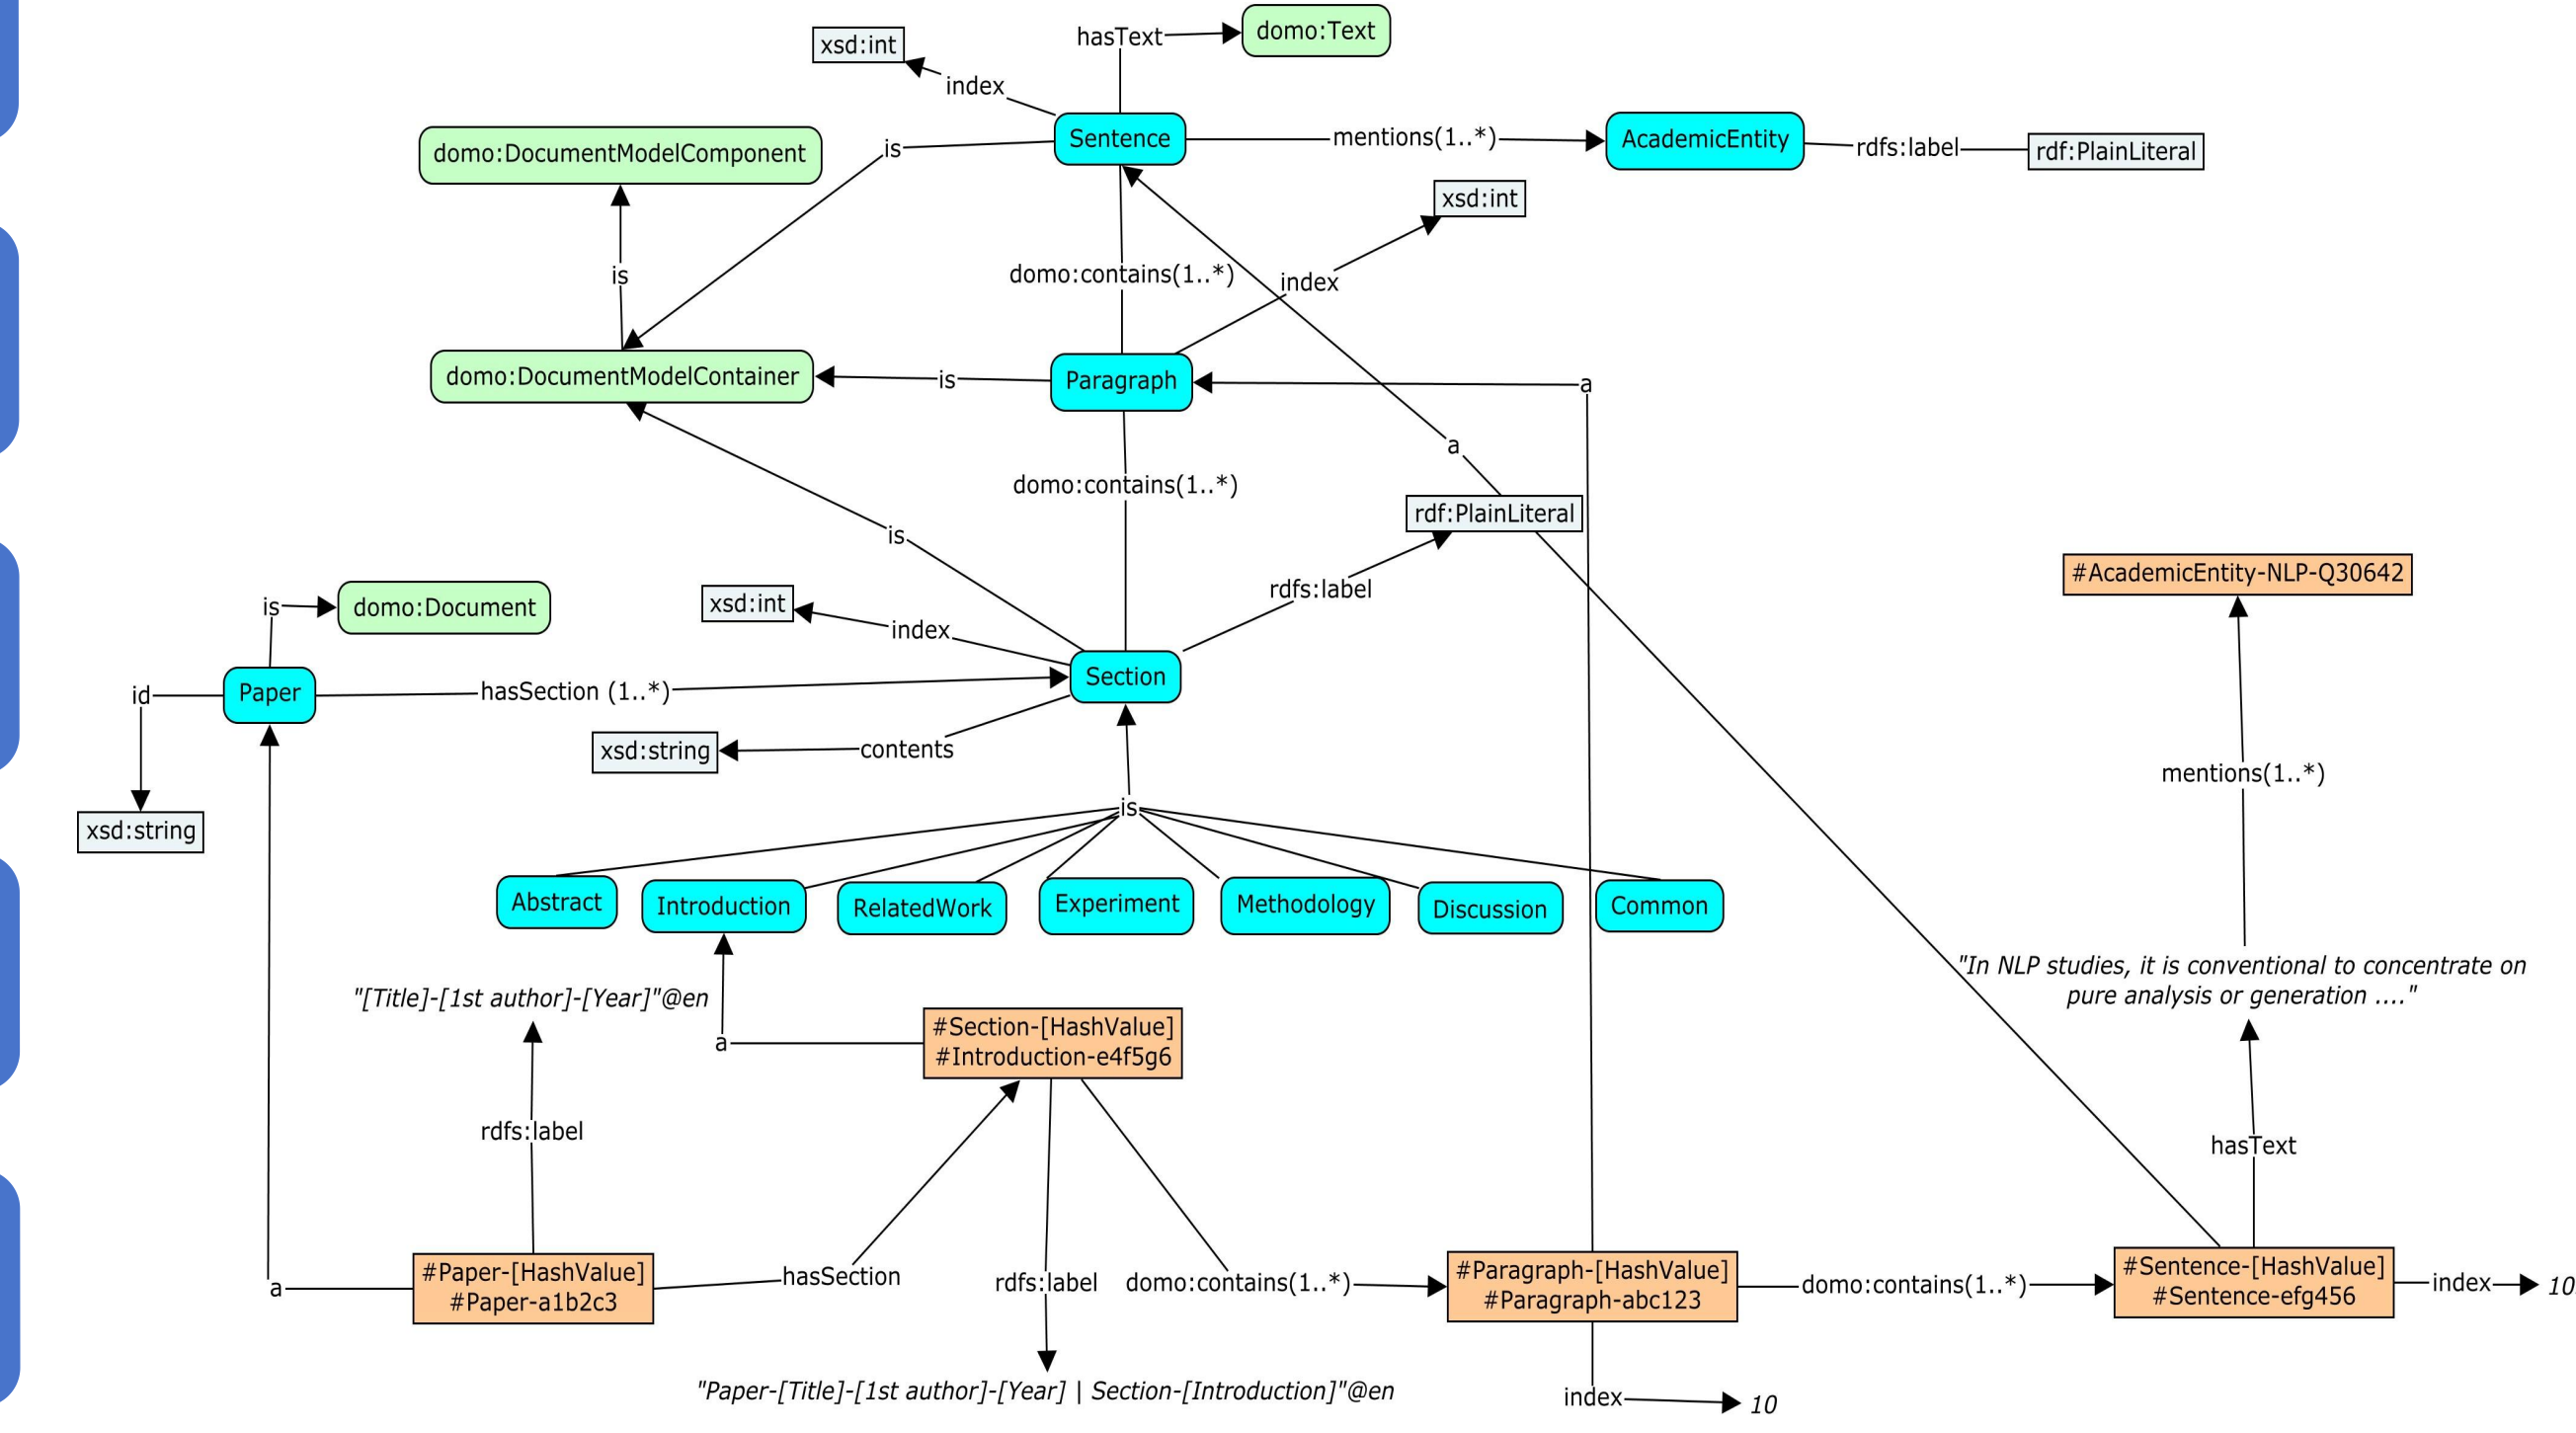 hasText
domo:Text
xsd:int
index
domo:DocumentModelComponent
is
Sentence
mentions(1..*)
AcademicEntity
rdfs:label
rdf:PlainLiteral
xsd:int
is
domo:contains(1..*)
index
domo:DocumentModelContainer
is
Paragraph
a
a
domo:contains(1..*)
rdf:PlainLiteral
is
#AcademicEntity-NLP-Q30642
is
domo:Document
xsd:int
index
rdfs:label
id
Paper
hasSection (1..*)
Section
xsd:string
contents
mentions(1..*)
xsd:string
is
Abstract
Introduction
RelatedWork
Experiment
Methodology
Discussion
Common
"In NLP studies, it is conventional to concentrate on
pure analysis or generation ...."
"[Title]-[1st author]-[Year]"@en
#Section-[HashValue]
#Introduction-e4f5g6
a
rdfs:label
hasText
a
#Paper-[HashValue]
#Paper-a1b2c3
hasSection
rdfs:label
domo:contains(1..*)
#Paragraph-[HashValue]
#Paragraph-abc123
domo:contains(1..*)
#Sentence-[HashValue]
#Sentence-efg456
index
10
"Paper-[Title]-[1st author]-[Year] | Section-[Introduction]"@en
index
10